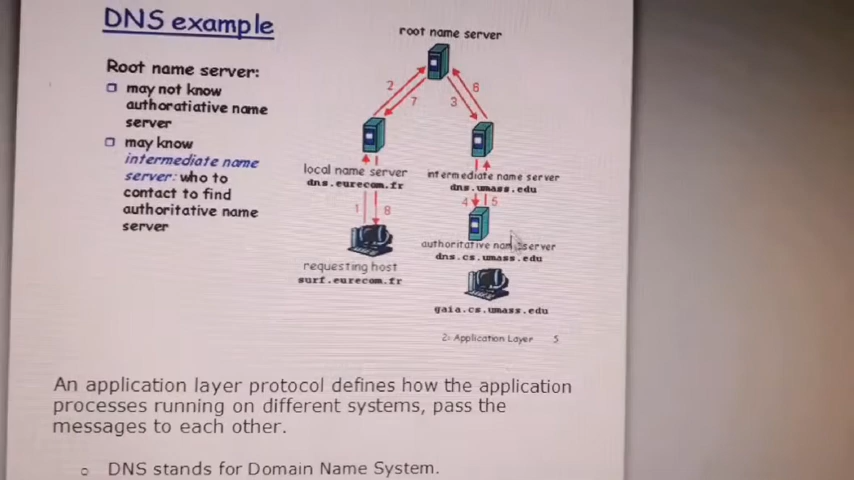 DNS example
Root name server:
may not know
authoratiative name
server
may know
intermediate name
server: who to
contact to find
authoritative name
server
root name server
2
7
3
6
local name server
dns.eurecom.fr
intermediate name server
dns.umass.edu
1
8
4
5
authoritative name server
dns.cs.umass.edu
requesting host
surf.eurecom.fr
gaia.cs.umass.edu
2: Application Layer 5
An application layer protocol defines how the application
processes running on different systems, pass the
messages to each other.
DNS stands for Domain Name System.